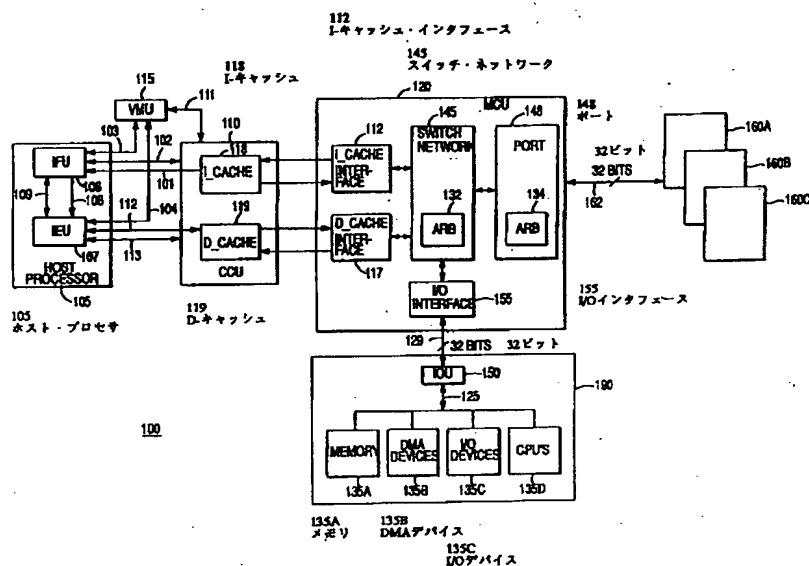 112
I-キャッシュ・インタフェース
118
I-キャッシュ
145
スイッチ・ネットワーク
115
VMU
111
120
MCU
148
ポート
103
102
101
110
118
I_CACHE
112
I_CACHE
INTER-
FACE
145
SWITCH
NETWORK
148
PORT
160A
160B
160C
32ビット
32 BITS
162
IFU
106
109
108
104
112
113
IEU
107
HOST
PROCESSOR
105
119
D_CACHE
CCU
D_CACHE
INTER-
FACE
117
132
ARB
134
ARB
I/O
INTERFACE
155
155
I/Oインタフェース
105
ホスト・プロセサ
119
D-キャッシュ
129
32 BITS
32ビット
IOU
150
125
190
100
MEMORY
DMA
DEVICES
I/O
DEVICES
CPU'S
135A
135B
135C
135D
135A
メモリ
135B
DMAデバイス
135C
I/Oデバイス